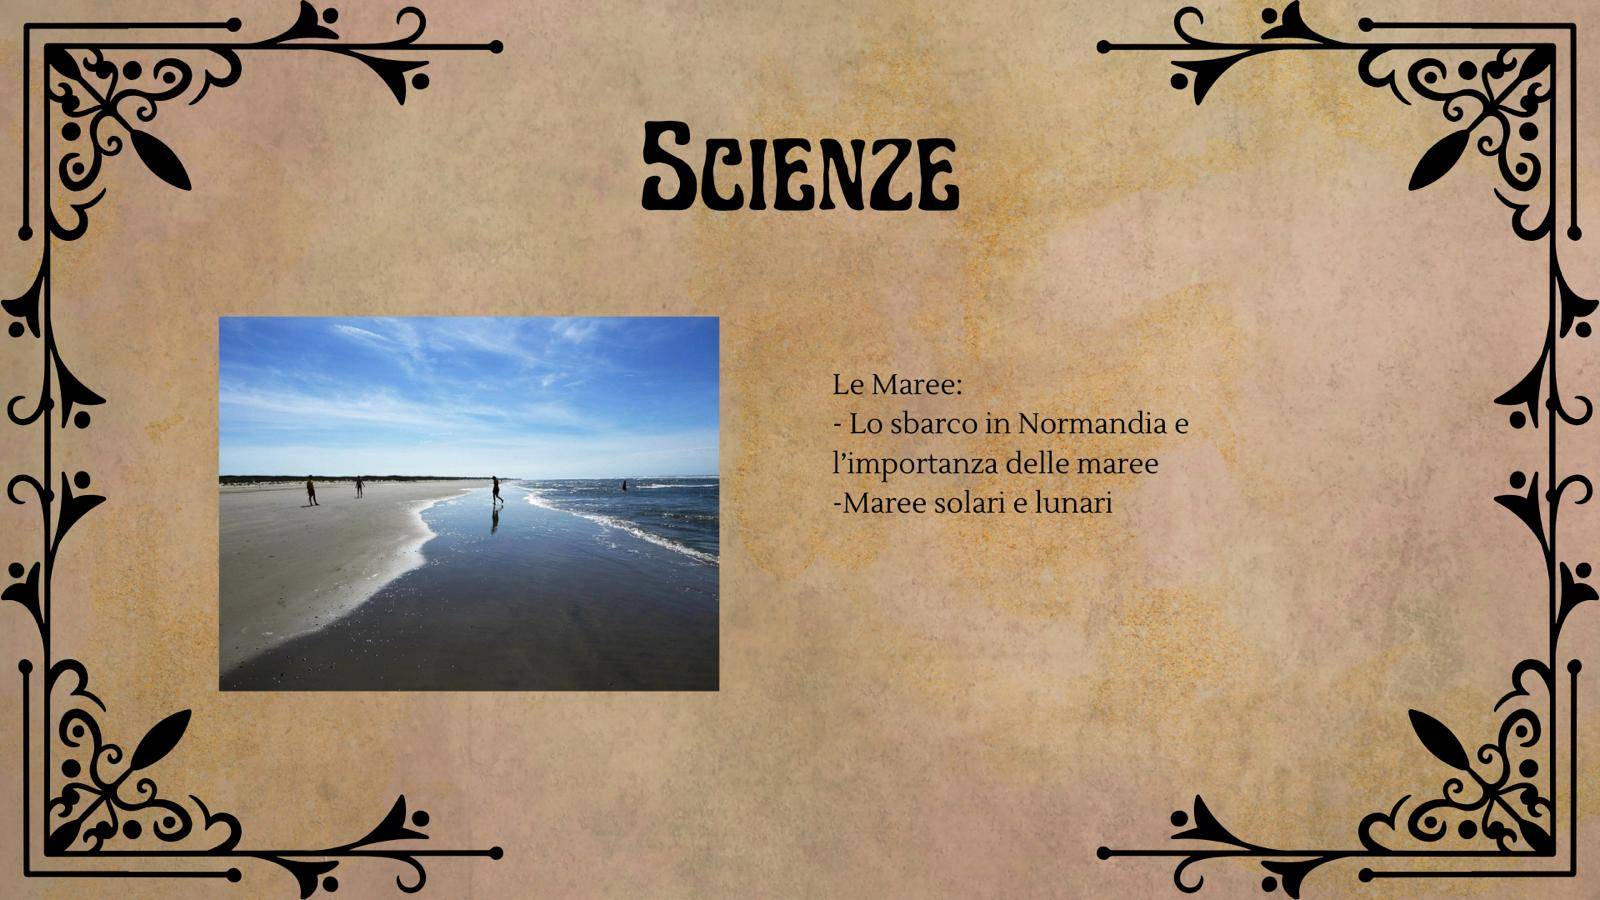 Scienze
Le Maree:
- Lo sbarco in Normandia e
l’importanza delle maree
-Maree solari e lunari